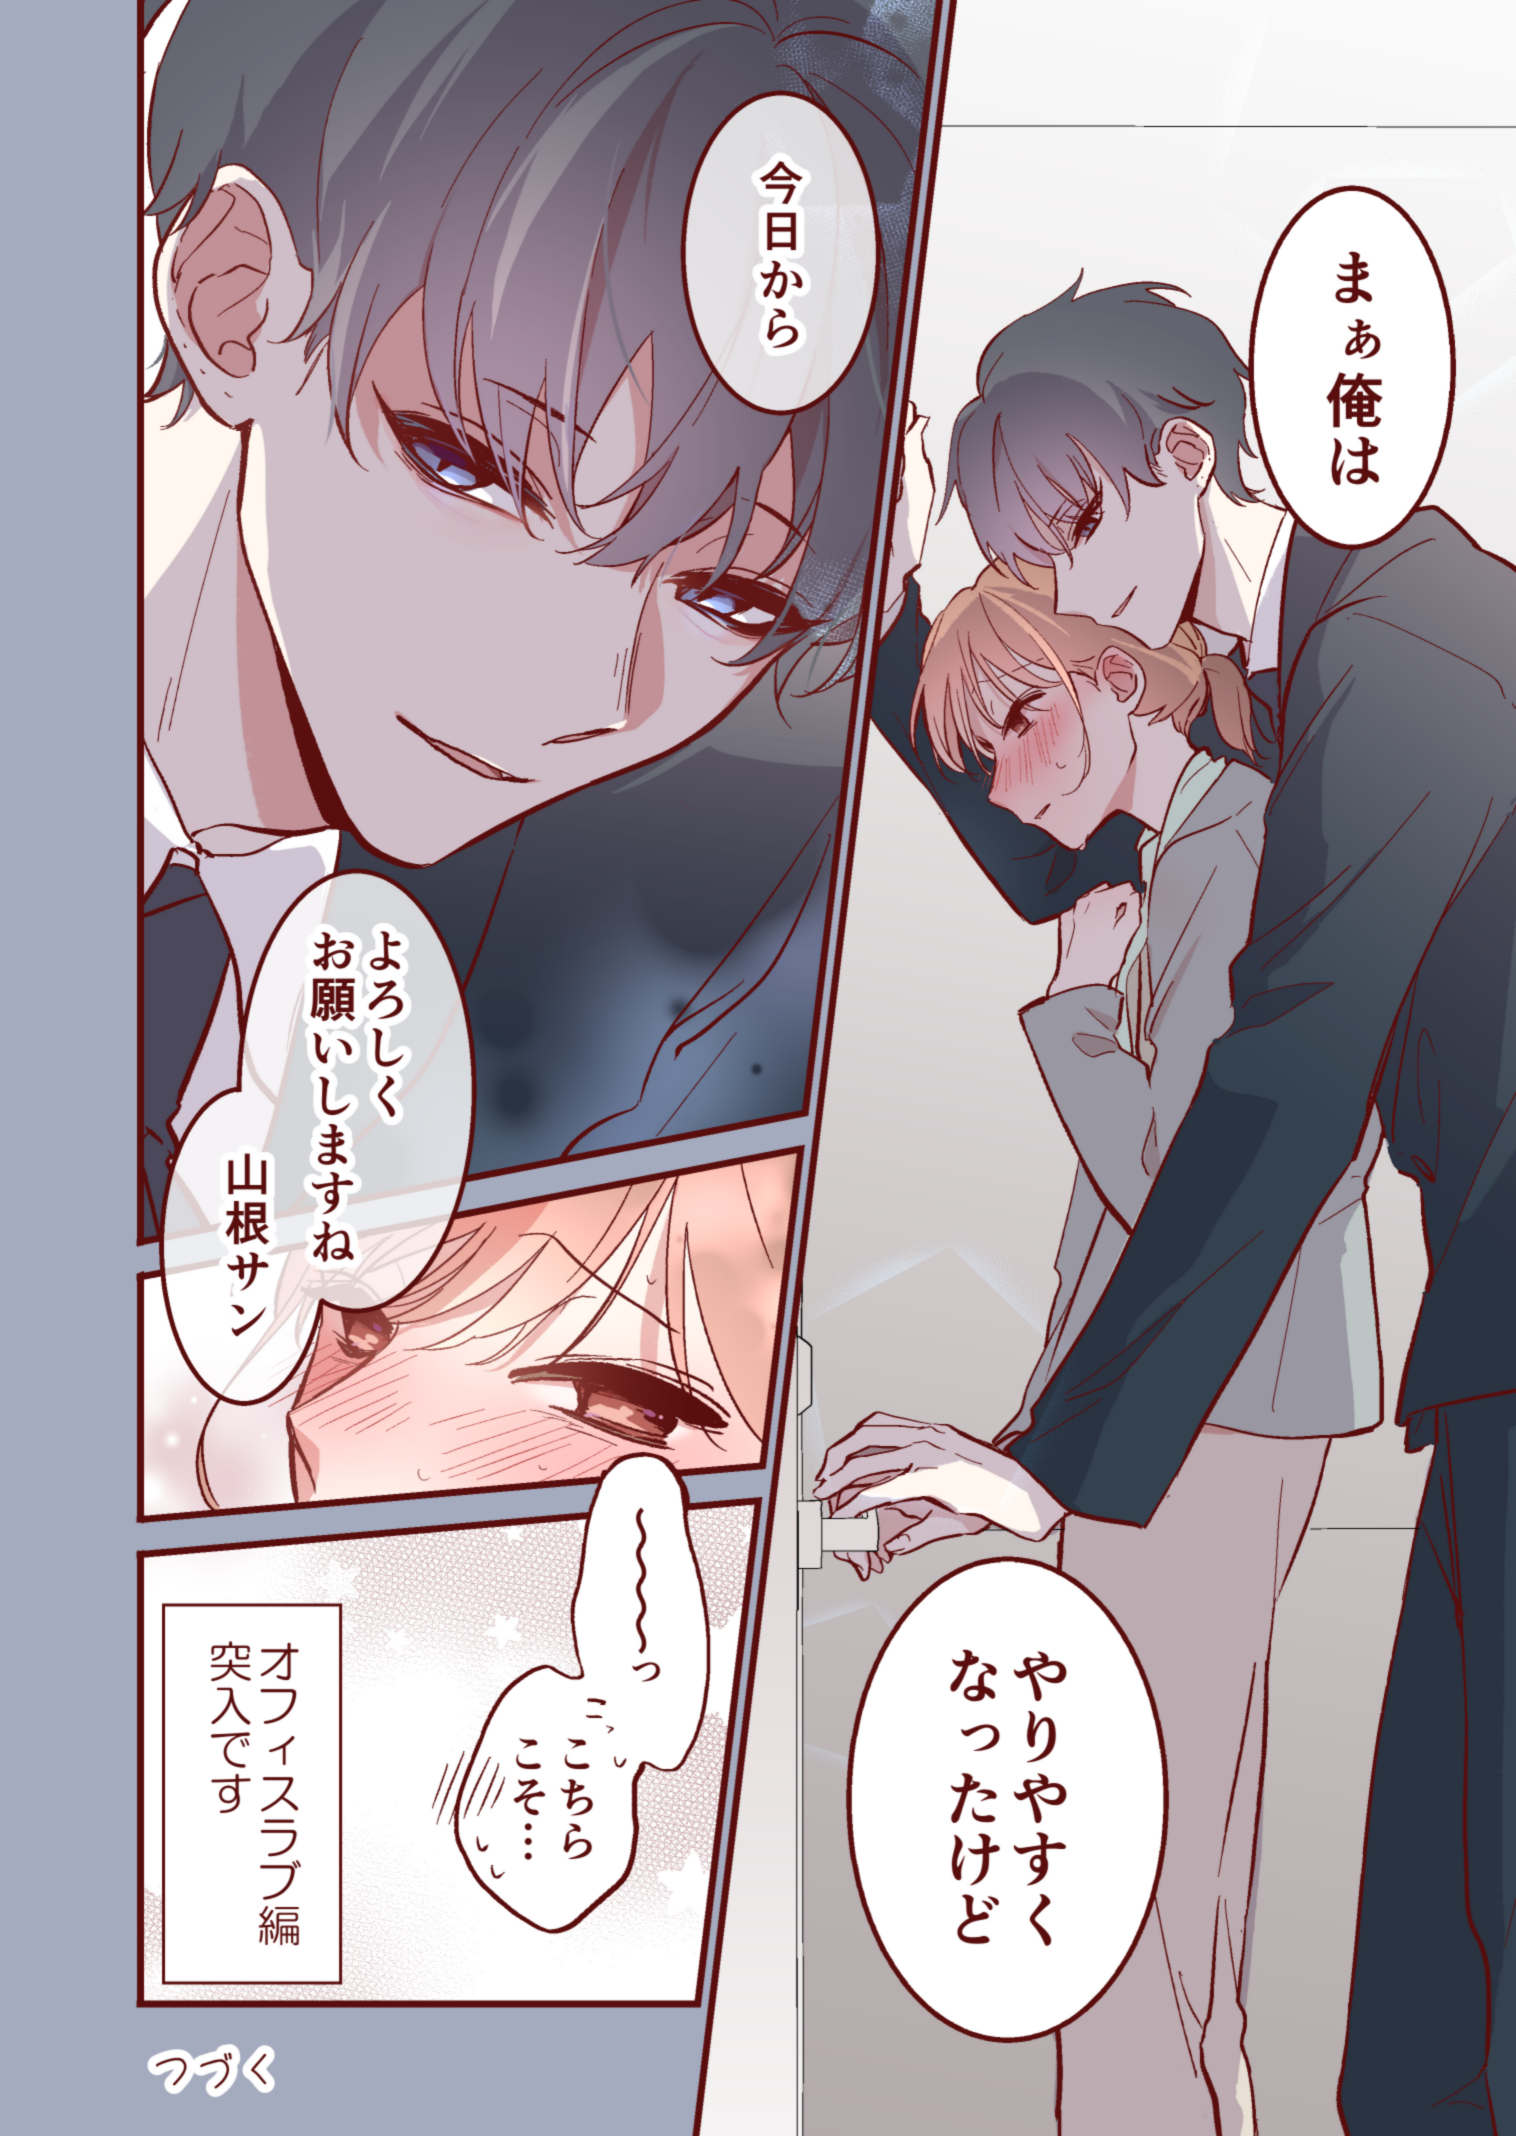 まぁ俺は
やりやすく
なったけど
今日から
よろしく
お願いしますね
山根サン
～～～～っ
こ、
こちら
こそ…
オフィスラブ編
突入です
つづく